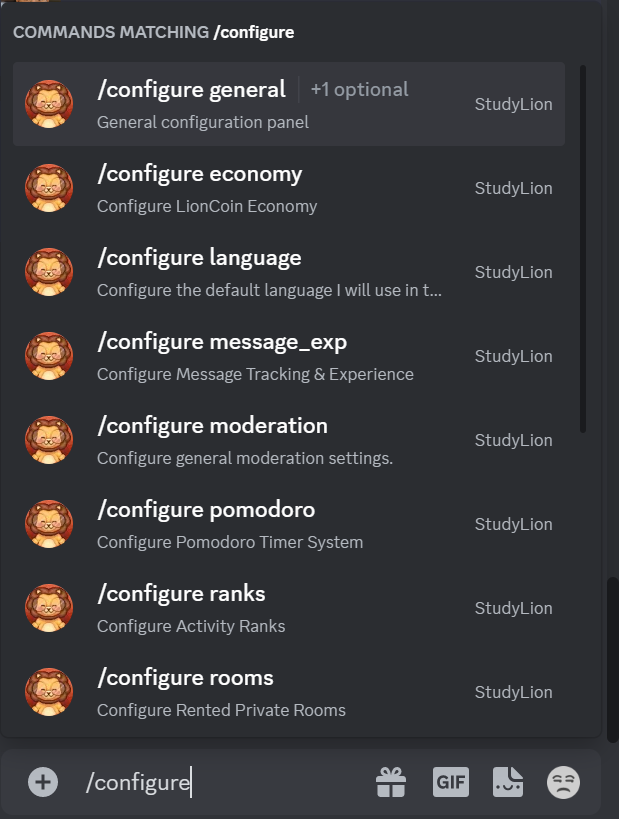 COMMANDS MATCHING /configure
/configure general +1 optional
StudyLion
General configuration panel
/configure economy
StudyLion
Configure LionCoin Economy
/configure language
StudyLion
Configure the default language I will use in t...
/configure message_exp
StudyLion
Configure Message Tracking & Experience
/configure moderation
StudyLion
Configure general moderation settings.
/configure pomodoro
StudyLion
Configure Pomodoro Timer System
/configure ranks
StudyLion
Configure Activity Ranks
/configure rooms
StudyLion
Configure Rented Private Rooms
/configure
GIF